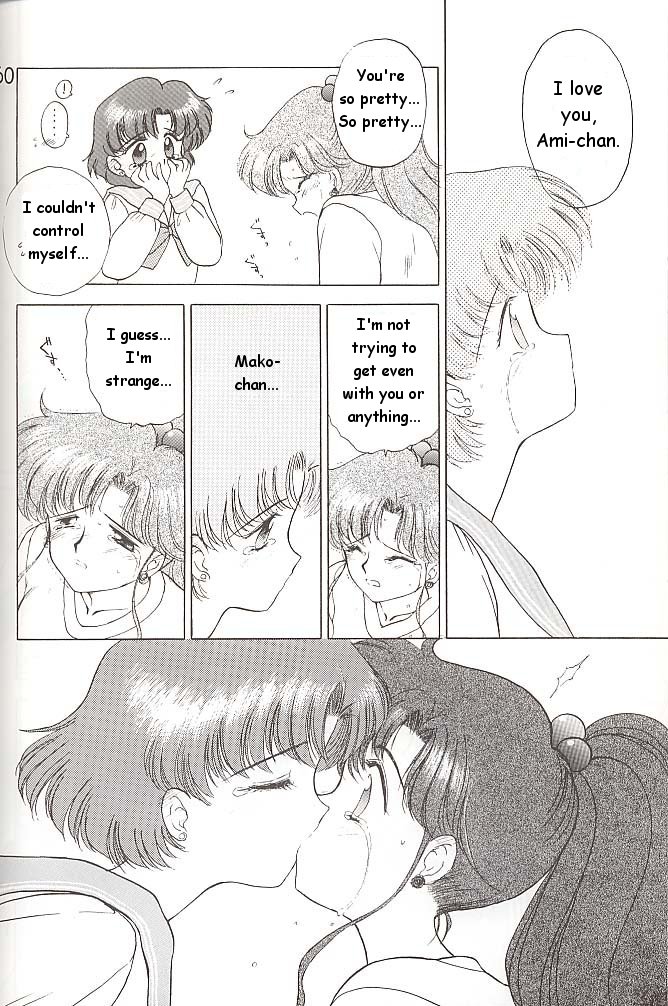 60
I love
you,
Ami-chan.
You're
so pretty...
So pretty...
!
......
I couldn't
control
myself...
I'm not
trying to
get even
with you or
anything...
Mako-
chan...
I guess...
I'm
strange...